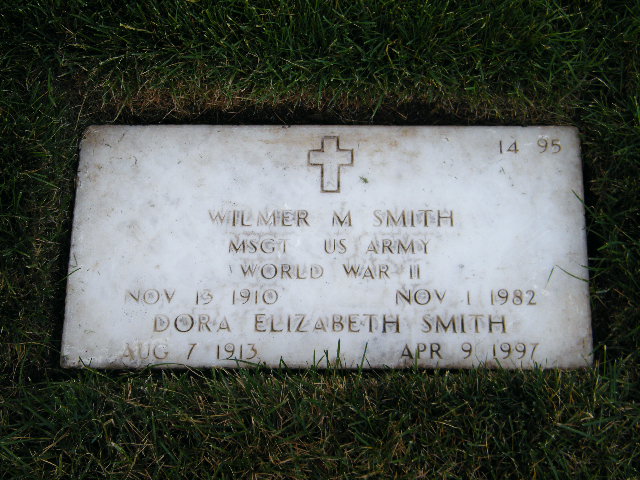 14 95
WILMER M SMITH
MSGT US ARMY
WORLD WAR II
NOV 13 1910 NOV 1 1982
DORA ELIZABETH SMITH
AUG 7 1913 APR 9 1997